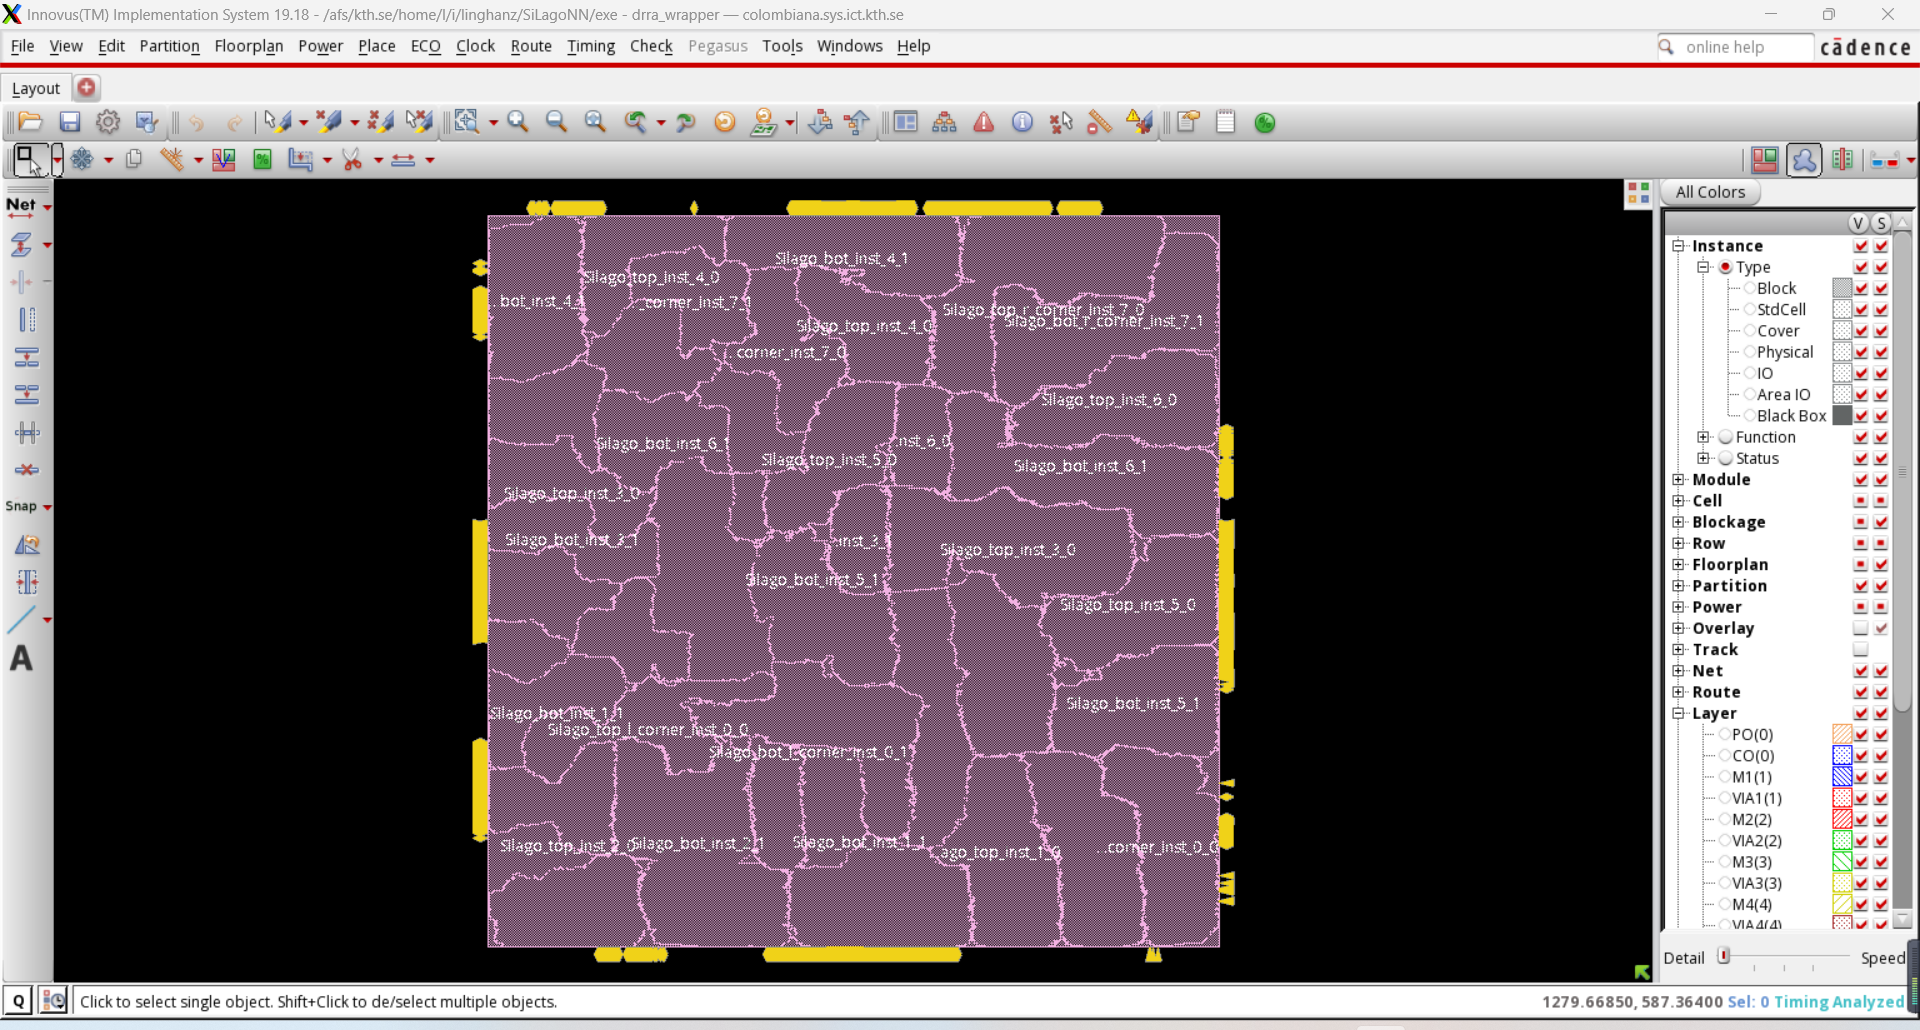 Innovus(TM) Implementation System 19.18 - /afs/kth.se/home/l/i/linghanz/SiLagoNN/exe - drra_wrapper — colombiana.sys.ict.kth.se
File View Edit Partition Floorplan Power Place ECO Clock Route Timing Check Pegasus Tools Windows Help
online help
cādence
Layout
All Colors
Net
Snap
A
V S
Instance
Type
Block
StdCell
Cover
Physical
IO
Area IO
Black Box
Function
Status
Module
Cell
Blockage
Row
Floorplan
Partition
Power
Overlay
Track
Net
Route
Layer
PO(0)
CO(0)
M1(1)
VIA1(1)
M2(2)
VIA2(2)
M3(3)
VIA3(3)
M4(4)
VIA4(4)
Detail
Speed
Silago_bot_inst_4_1
Silago_top_inst_4_0
..bot_inst_4_
_corner_inst_7_1
Silago_top_r_corner_inst_7_0
Silago_bot_r_corner_inst_7_1
Silago_top_inst_4_0
..corner_inst_7_0
Silago_top_inst_6_0
Silago_bot_inst_6_1
.nst_6_0
Silago_top_inst_5_0
Silago_bot_inst_6_1
Silago_top_inst_3_0
Silago_bot_inst_3_1
.inst_3_
Silago_top_inst_3_0
Silago_bot_inst_5_1
Silago_top_inst_5_0
Silago_bot_inst_5_1
Silago_bot_inst_1_1
Silago_top_l_corner_inst_0_0
Silago_bot_l_corner_inst_0_1
Silago_top_inst_2_0
Silago_bot_inst_2_1
Silago_bot_inst_1_1
.ago_top_inst_1_0
..corner_inst_0_0
Q
Click to select single object. Shift+Click to de/select multiple objects.
1279.66850, 587.36400 Sel: 0 Timing Analyzed